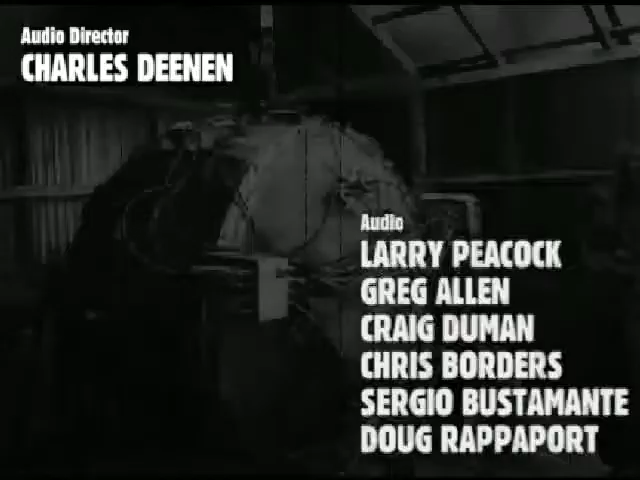 Audio Director
CHARLES DEENEN
Audio
LARRY PEACOCK
GREG ALLEN
CRAIG DUMAN
CHRIS BORDERS
SERGIO BUSTAMANTE
DOUG RAPPAPORT